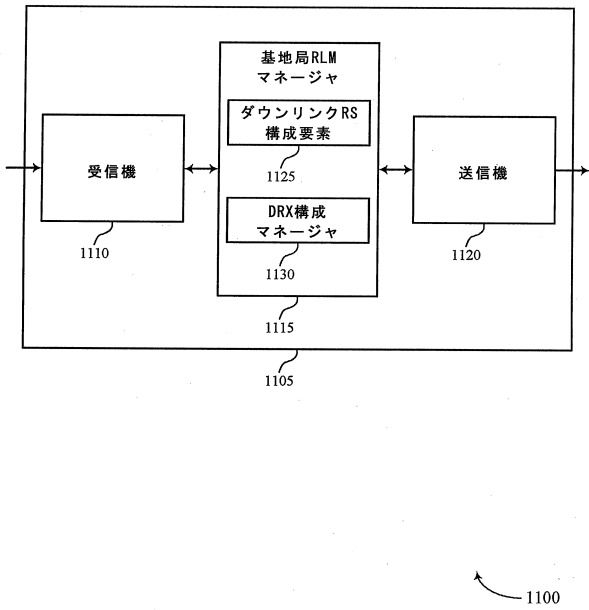 基地局RLM
マネージャ
ダウンリンクRS
構成要素
1125
受信機
1110
送信機
1120
DRX構成
マネージャ
1130
1115
1105
1100